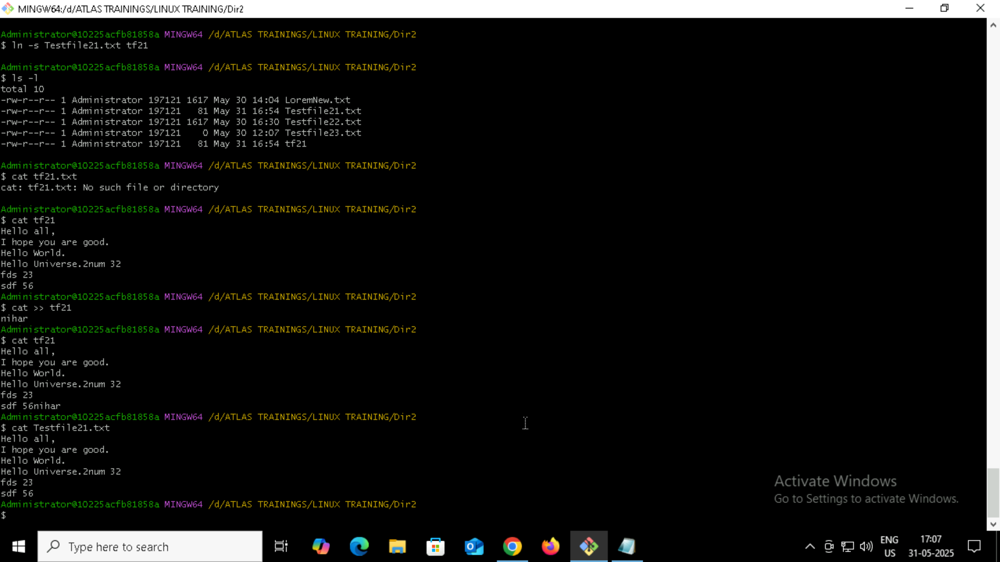 MINGW64:/d/ATLAS TRAININGS/LINUX TRAINING/Dir2
Administrator@10225acfb81858a MINGW64 /d/ATLAS TRAININGS/LINUX TRAINING/Dir2
$ ln -s Testfile21.txt tf21
Administrator@10225acfb81858a MINGW64 /d/ATLAS TRAININGS/LINUX TRAINING/Dir2
$ ls -l
total 10
-rw-r--r-- 1 Administrator 197121 1617 May 30 14:04 LoremNew.txt
-rw-r--r-- 1 Administrator 197121   81 May 31 16:54 Testfile21.txt
-rw-r--r-- 1 Administrator 197121 1617 May 30 16:30 Testfile22.txt
-rw-r--r-- 1 Administrator 197121    0 May 30 12:07 Testfile23.txt
-rw-r--r-- 1 Administrator 197121   81 May 31 16:54 tf21
Administrator@10225acfb81858a MINGW64 /d/ATLAS TRAININGS/LINUX TRAINING/Dir2
$ cat tf21.txt
cat: tf21.txt: No such file or directory
Administrator@10225acfb81858a MINGW64 /d/ATLAS TRAININGS/LINUX TRAINING/Dir2
$ cat tf21
Hello all,
I hope you are good.
Hello World.
Hello Universe.2num 32
fds 23
sdf 56
Administrator@10225acfb81858a MINGW64 /d/ATLAS TRAININGS/LINUX TRAINING/Dir2
$ cat >> tf21
nihar
Administrator@10225acfb81858a MINGW64 /d/ATLAS TRAININGS/LINUX TRAINING/Dir2
$ cat tf21
Hello all,
I hope you are good.
Hello World.
Hello Universe.2num 32
fds 23
sdf 56nihar
Administrator@10225acfb81858a MINGW64 /d/ATLAS TRAININGS/LINUX TRAINING/Dir2
$ cat Testfile21.txt
Hello all,
I hope you are good.
Hello World.
Hello Universe.2num 32
fds 23
sdf 56
Administrator@10225acfb81858a MINGW64 /d/ATLAS TRAININGS/LINUX TRAINING/Dir2
$
Activate Windows
Go to Settings to activate Windows.
Type here to search
ENG
US
17:07
31-05-2025